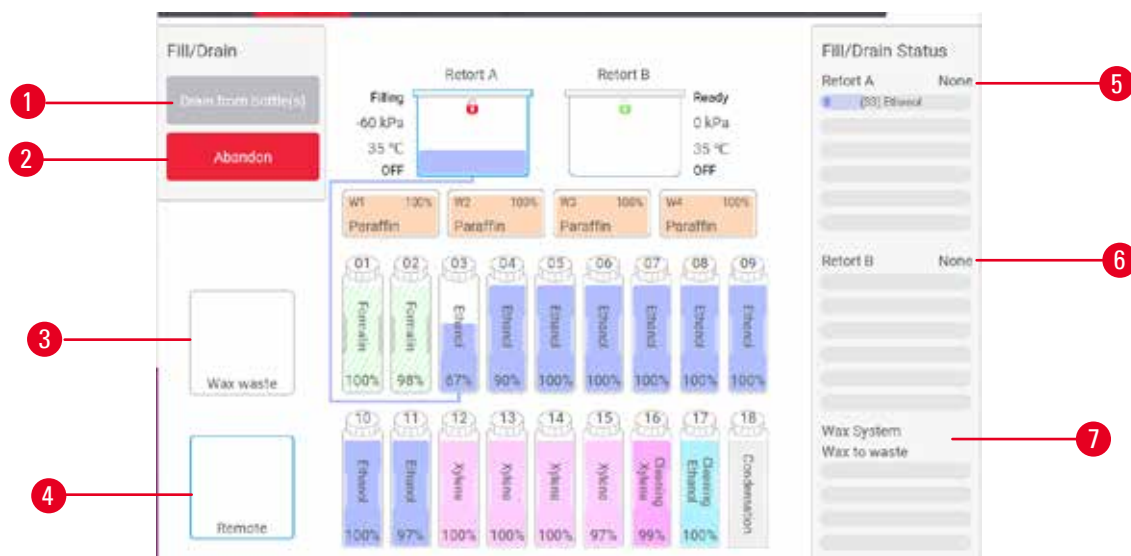 Fill/Drain
Drain from bottle(s)
Abandon
Wax waste
Remote
1
2
3
4
Retort A
Filling
-60 kPa
35 °C
OFF
Retort B
Ready
0 kPa
35 °C
OFF
W1 100%
Paraffin
W2 100%
Paraffin
W3 100%
Paraffin
W4 100%
Paraffin
01 02 03 04 05 06 07 08 09
Formalin Formalin Ethanol Ethanol Ethanol Ethanol Ethanol Ethanol Ethanol
100% 98% 67% 90% 100% 100% 100% 100% 100%
10 11 12 13 14 15 16 17 18
Ethanol Ethanol Xylene Xylene Xylene Xylene Cleaning Xylene Cleaning Ethanol Condensation
100% 97% 100% 100% 100% 97% 99% 100%
Fill/Drain Status
Retort A None
(S3) Ethanol
Retort B None
Wax System
Wax to waste
5
6
7